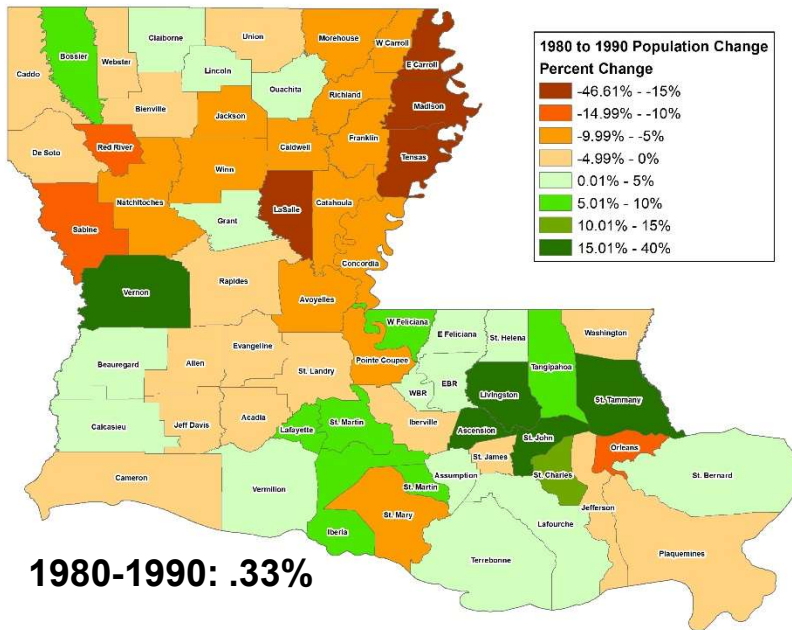 1980 to 1990 Population Change
Percent Change
-46.61% - -15%
-14.99% - -10%
-9.99% - -5%
-4.99% - 0%
0.01% - 5%
5.01% - 10%
10.01% - 15%
15.01% - 40%
Caddo
Bossier
Webster
Claiborne
Union
Morehouse
W Carroll
E Carroll
Lincoln
Ouachita
Richland
Madison
Bienville
Jackson
De Soto
Red River
Winn
Caldwell
Franklin
Tensas
Natchitoches
Sabine
Grant
LaSalle
Catahoula
Concordia
Vernon
Rapides
Avoyelles
Beauregard
Allen
Evangeline
St. Landry
Pointe Coupee
W Feliciana
E Feliciana
St. Helena
Washington
Tangipahoa
Calcasieu
Jeff Davis
Acadia
Lafayette
St. Martin
WBR
EBR
Livingston
St. Tammany
Iberville
Ascension
St. John
St. James
St. Charles
Orleans
St. Bernard
Cameron
Vermilion
Iberia
St. Mary
St. Martin
Assumption
Terrebonne
Lafourche
Jefferson
Plaquemines
1980-1990: .33%